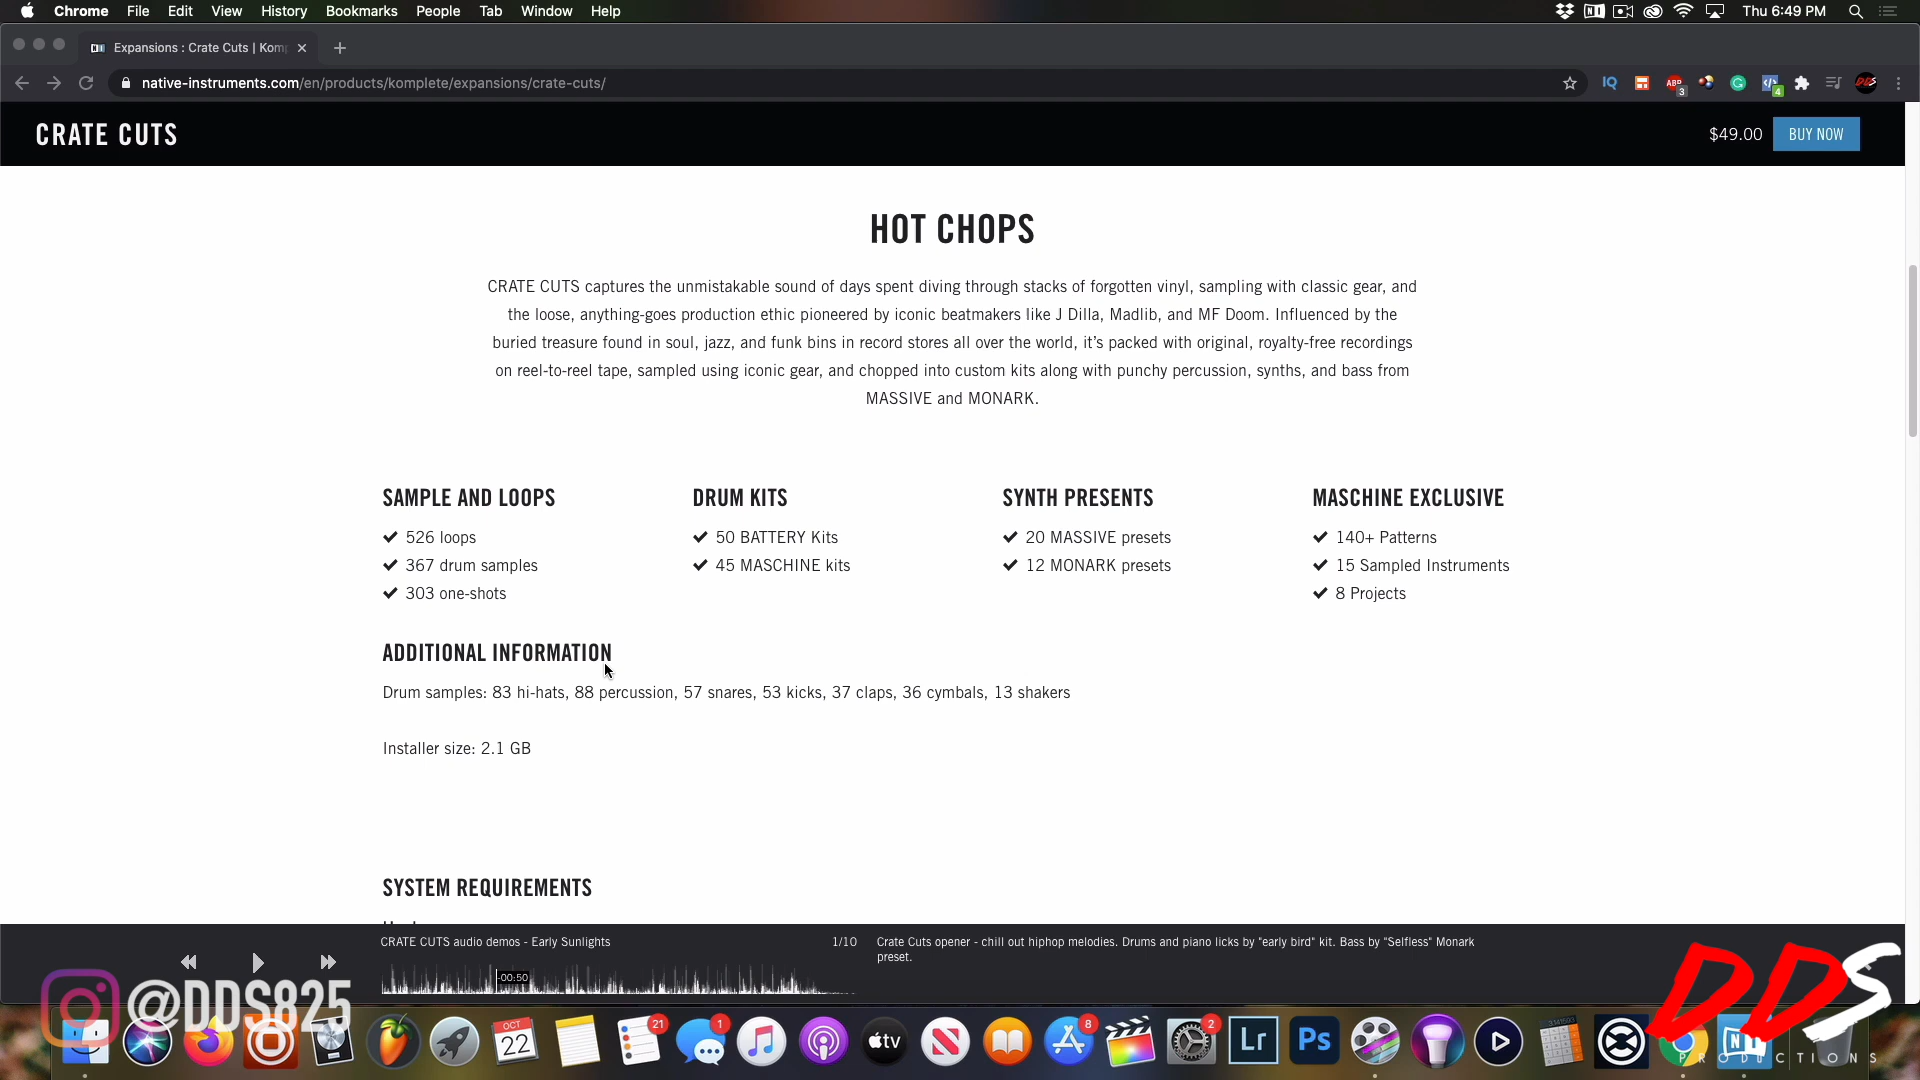 Chrome File Edit View History Bookmarks People Tab Window Help
Thu 6:49 PM
Expansions : Crate Cuts | Kom
native-instruments.com/en/products/komplete/expansions/crate-cuts/
CRATE CUTS
$49.00 BUY NOW
HOT CHOPS
CRATE CUTS captures the unmistakable sound of days spent diving through stacks of forgotten vinyl, sampling with classic gear, and
the loose, anything-goes production ethic pioneered by iconic beatmakers like J Dilla, Madlib, and MF Doom. Influenced by the
buried treasure found in soul, jazz, and funk bins in record stores all over the world, it's packed with original, royalty-free recordings
on reel-to-reel tape, sampled using iconic gear, and chopped into custom kits along with punchy percussion, synths, and bass from
MASSIVE and MONARK.
SAMPLE AND LOOPS
526 loops
367 drum samples
303 one-shots
DRUM KITS
50 BATTERY Kits
45 MASCHINE kits
SYNTH PRESENTS
20 MASSIVE presets
12 MONARK presets
MASCHINE EXCLUSIVE
140+ Patterns
15 Sampled Instruments
8 Projects
ADDITIONAL INFORMATION
Drum samples: 83 hi-hats, 88 percussion, 57 snares, 53 kicks, 37 claps, 36 cymbals, 13 shakers
Installer size: 2.1 GB
SYSTEM REQUIREMENTS
CRATE CUTS audio demos - Early Sunlights
1/10
Crate Cuts opener - chill out hiphop melodies. Drums and piano licks by "early bird" kit. Bass by "Selfless" Monark
preset.
-00:50
@DDS825
DDS
PRODUCTIONS
OCT
22
21
1
tv
8
2
Lr
Ps